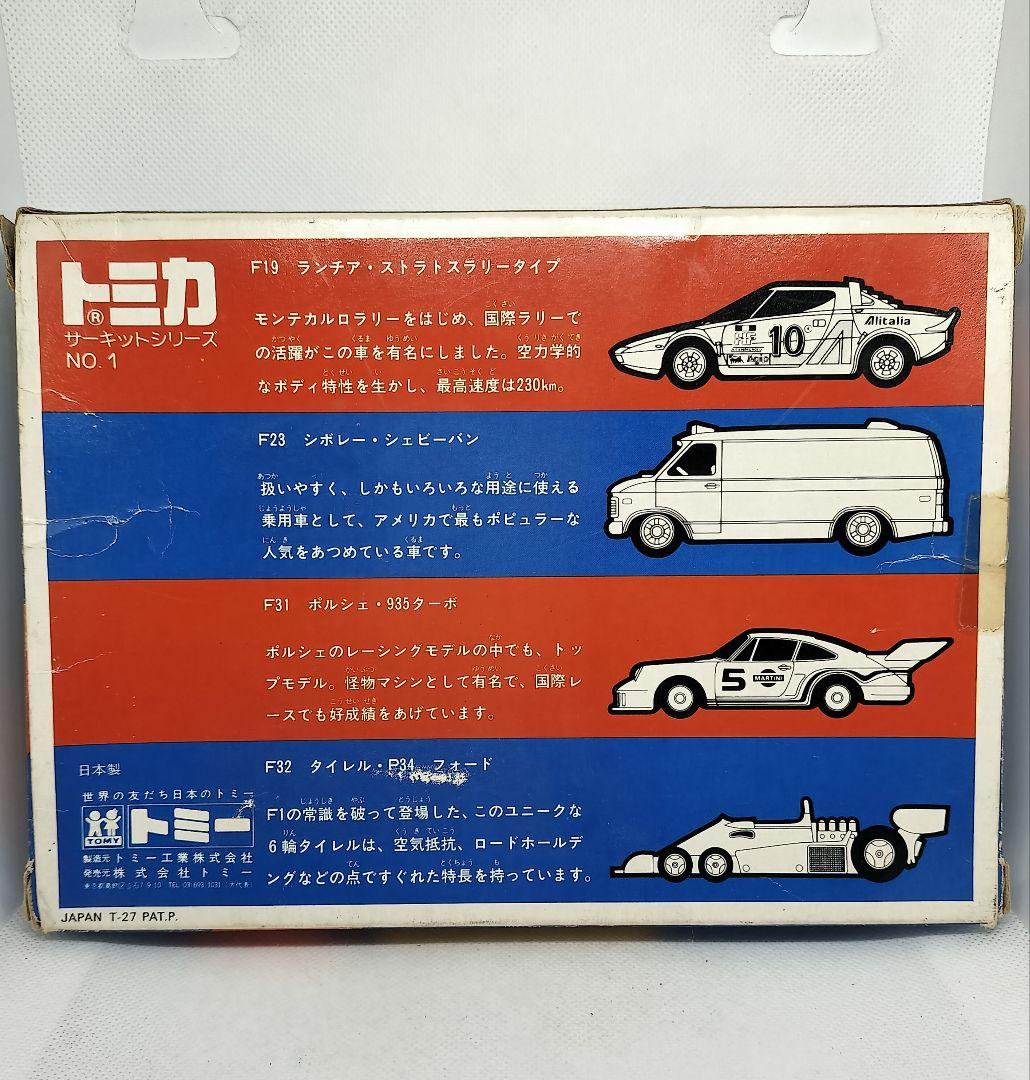 トミカ
®
サーキットシリーズ
NO.1
F19 ランチア・ストラトスラリータイプ
モンテカルロラリーをはじめ、国際ラリーで
の活躍がこの車を有名にしました。空力学的
なボディ特性を生かし、最高速度は230km。
10
Alitalia
F23 シボレー・シェビーバン
扱いやすく、しかもいろいろな用途に使える
乗用車として、アメリカで最もポピュラーな
人気をあつめている車です。
F31 ポルシェ・935ターボ
ポルシェのレーシングモデルの中でも、トッ
プモデル。怪物マシンとして有名で、国際レ
ースでも好成績をあげています。
5
MARTINI
F32 タイレル・P34 フォード
F1の常識を破って登場した、このユニークな
6輪タイレルは、空気抵抗、ロードホールデ
ングなどの点ですぐれた特長を持っています。
日本製
世界の友だち日本のトミー
TOMY
トミー
製造元 トミー工業株式会社
発売元 株式会社トミー
JAPAN T-27 PAT.P.